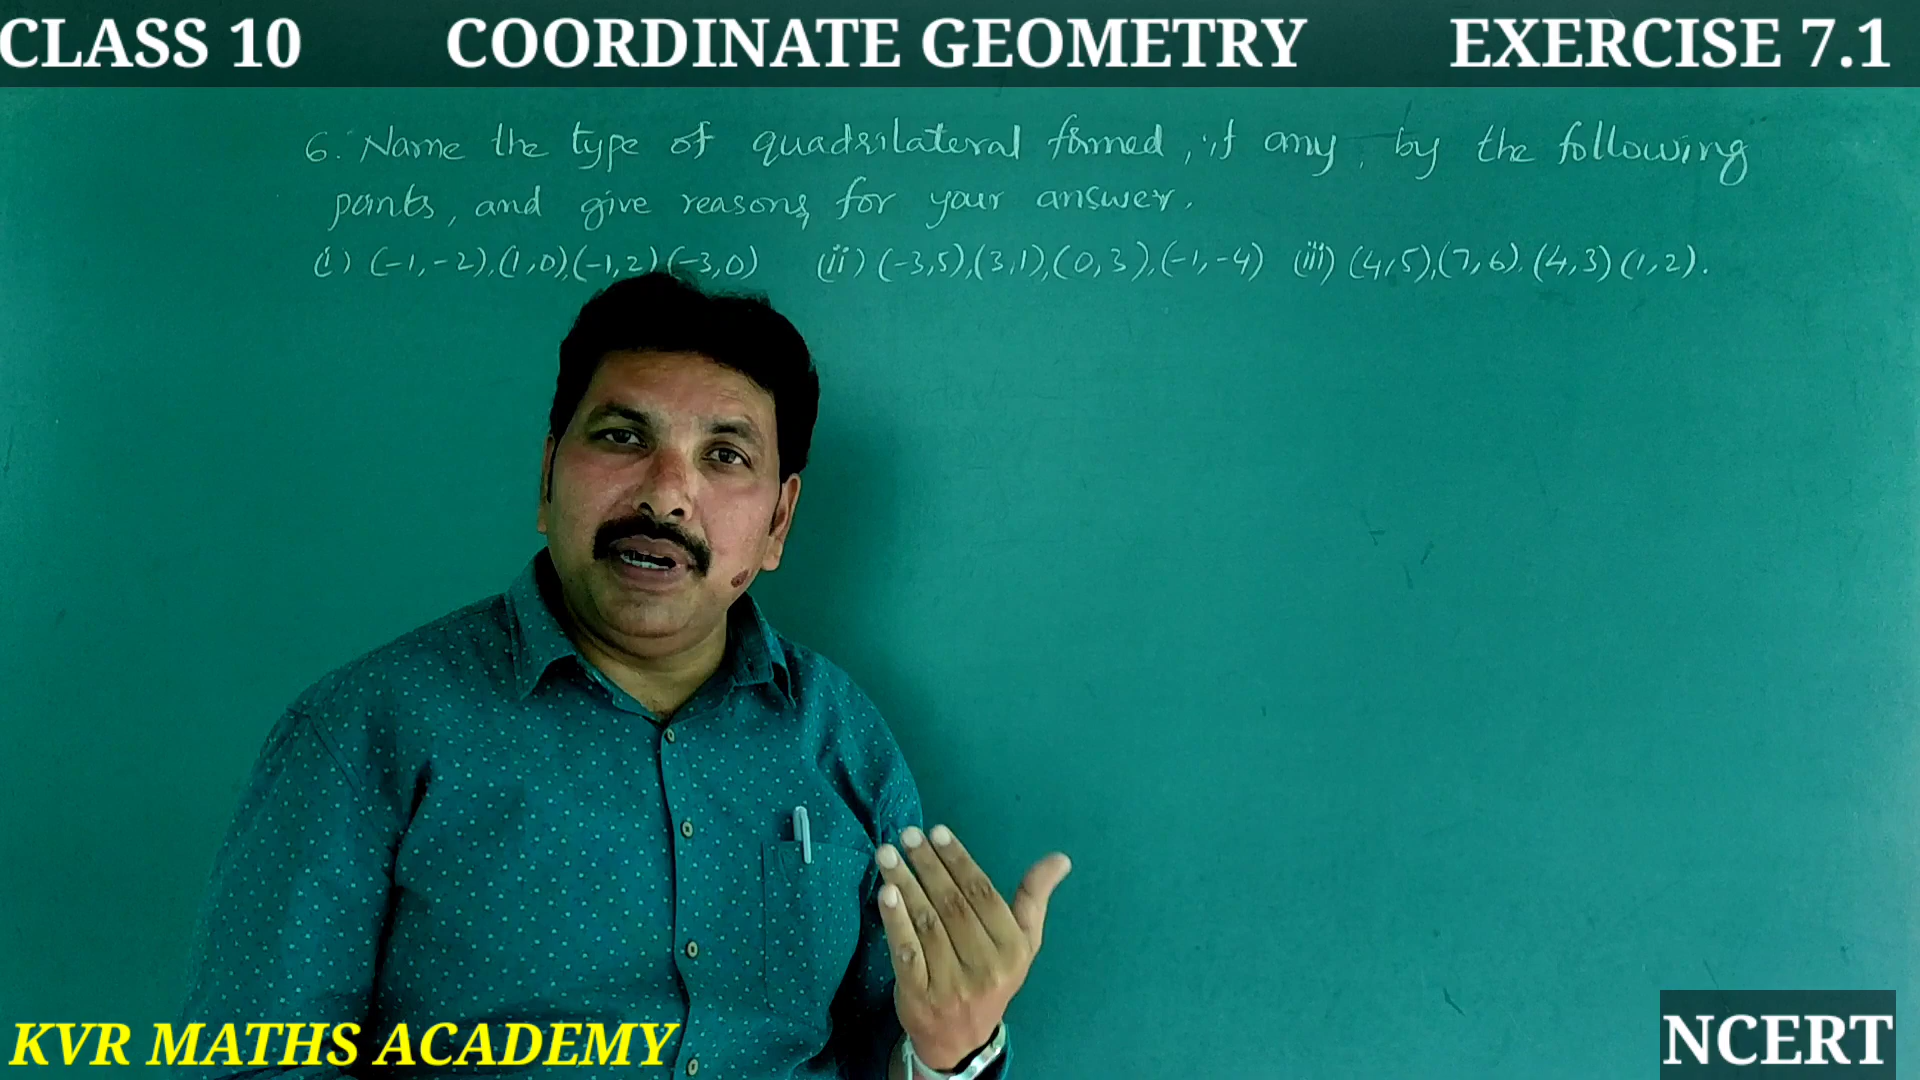 CLASS 10 COORDINATE GEOMETRY EXERCISE 7.1
6. Name the type of quadrilateral formed, if any, by the following
points, and give reasons for your answer.
(i) (-1,-2),(1,0),(-1,2)(-3,0) (ii) (-3,5),(3,1),(0,3),(-1,-4) (iii) (4,5),(7,6),(4,3)(1,2).
KVR MATHS ACADEMY
NCERT